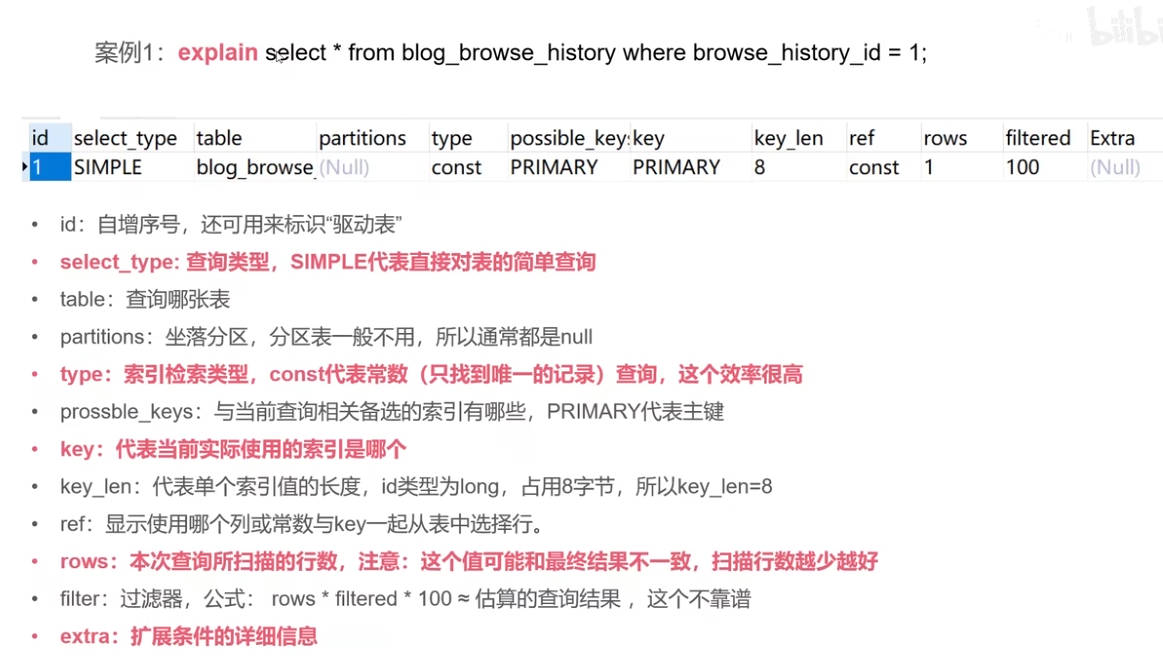 bilibi
案例1：explain select * from blog_browse_history where browse_history_id = 1;
id select_type table partitions type possible_keys key key_len ref rows filtered Extra
1 SIMPLE blog_browse_ (Null) const PRIMARY PRIMARY 8 const 1 100 (Null)
• id：自增序号，还可用来标识“驱动表”
• select_type: 查询类型，SIMPLE代表直接对表的简单查询
• table：查询哪张表
• partitions：坐落分区，分区表一般不用，所以通常都是null
• type：索引检索类型，const代表常数（只找到唯一的记录）查询，这个效率很高
• prossble_keys：与当前查询相关备选的索引有哪些，PRIMARY代表主键
• key：代表当前实际使用的索引是哪个
• key_len：代表单个索引值的长度，id类型为long，占用8字节，所以key_len=8
• ref：显示使用哪个列或常数与key一起从表中选择行。
• rows：本次查询所扫描的行数，注意：这个值可能和最终结果不一致，扫描行数越少越好
• filter：过滤器，公式： rows * filtered * 100 ≈ 估算的查询结果 ，这个不靠谱
• extra：扩展条件的详细信息